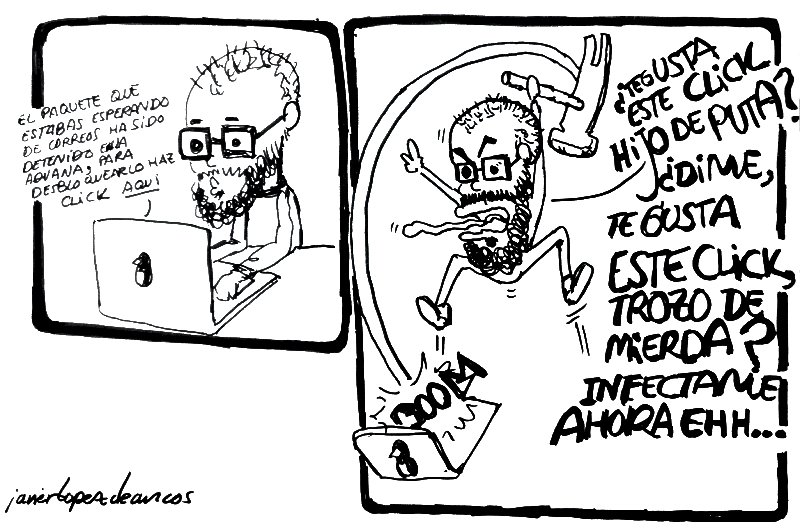 EL PAQUETE QUE
ESTABAS ESPERANDO
DE CORREOS HA SIDO
DETENIDO EN LA
ADUANA, PARA
DESBLOQUEARLO HAZ
CLICK AQUÍ
¿TE GUSTA
ESTE CLICK
HIJO DE PUTA?
¿DIME,
TE GUSTA
ESTE CLICK,
TROZO DE
MIERDA?
INFECTAME
AHORA EHH...
BOOM
javierlopezdearcos